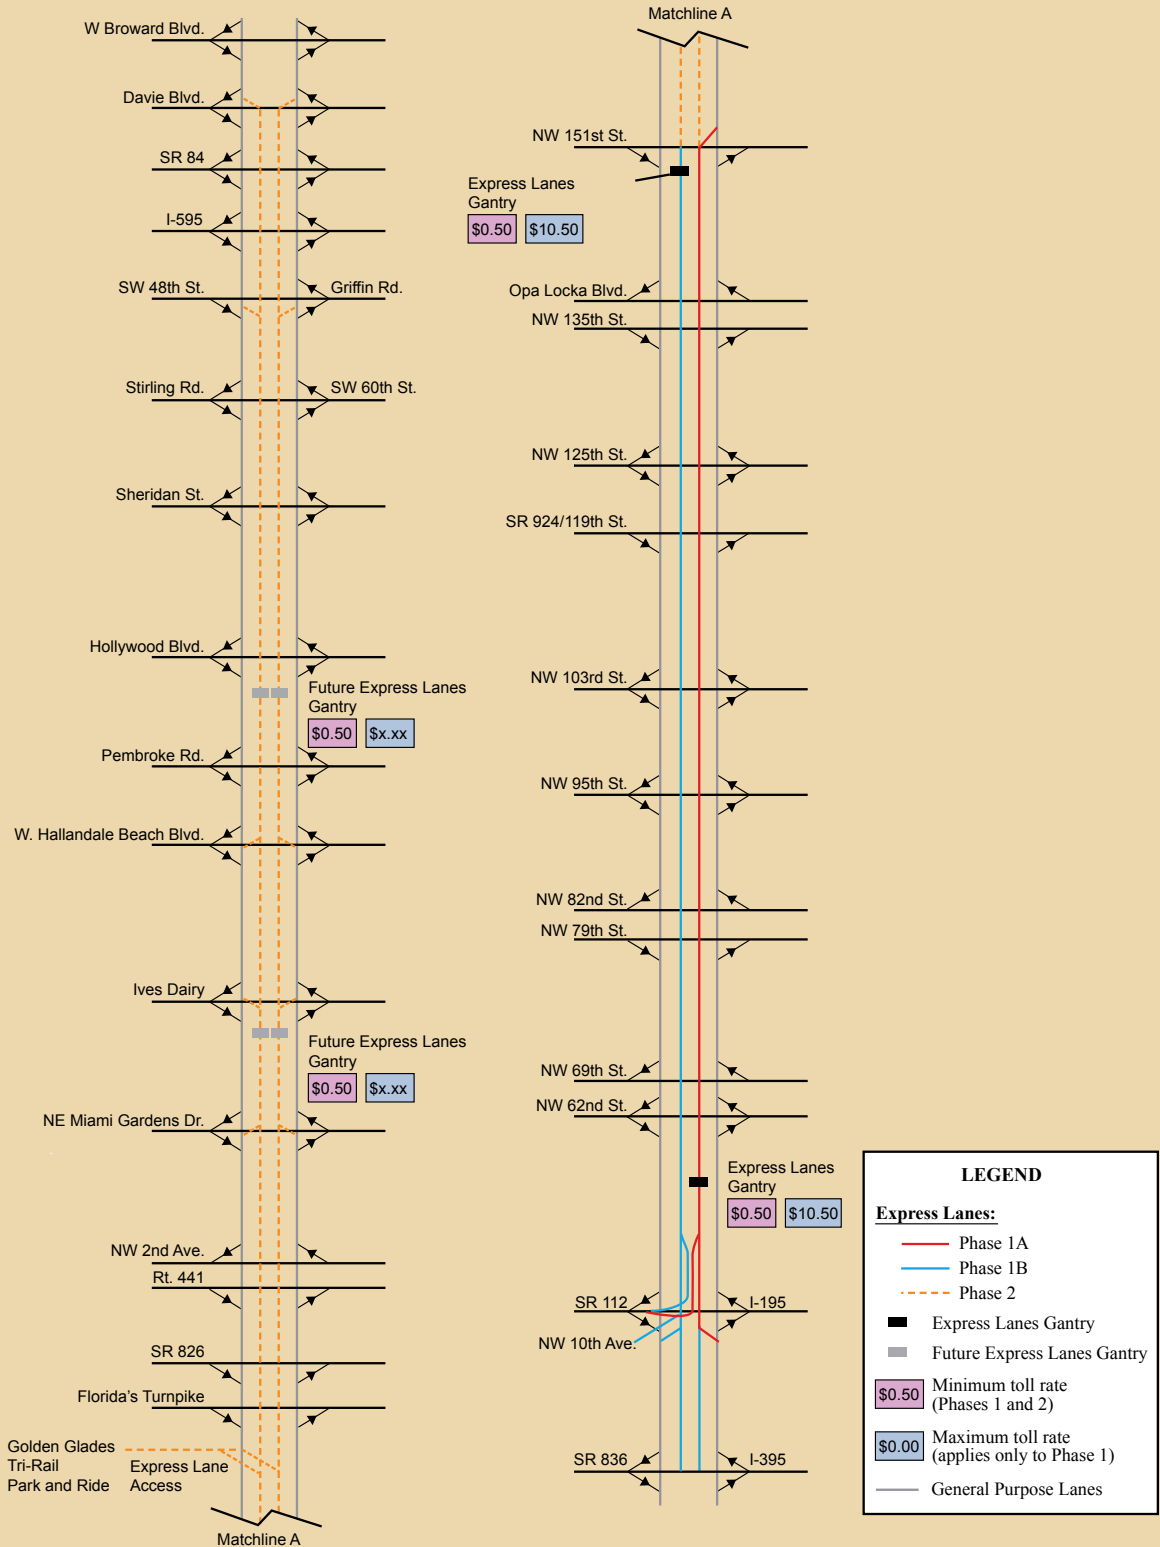 W Broward Blvd.
Davie Blvd.
SR 84
I-595
SW 48th St.
Griffin Rd.
Stirling Rd.
SW 60th St.
Sheridan St.
Hollywood Blvd.
Future Express Lanes
Gantry
$0.50
$x.xx
Pembroke Rd.
W. Hallandale Beach Blvd.
Ives Dairy
Future Express Lanes
Gantry
$0.50
$x.xx
NE Miami Gardens Dr.
NW 2nd Ave.
Rt. 441
SR 826
Florida's Turnpike
Golden Glades
Tri-Rail
Park and Ride
Express Lane
Access
Matchline A
Matchline A
NW 151st St.
Express Lanes
Gantry
$0.50
$10.50
Opa Locka Blvd.
NW 135th St.
NW 125th St.
SR 924/119th St.
NW 103rd St.
NW 95th St.
NW 82nd St.
NW 79th St.
NW 69th St.
NW 62nd St.
Express Lanes
Gantry
$0.50
$10.50
SR 112
I-195
NW 10th Ave.
SR 836
I-395
LEGEND
Express Lanes:
Phase 1A
Phase 1B
Phase 2
Express Lanes Gantry
Future Express Lanes Gantry
$0.50
Minimum toll rate
(Phases 1 and 2)
$0.00
Maximum toll rate
(applies only to Phase 1)
General Purpose Lanes